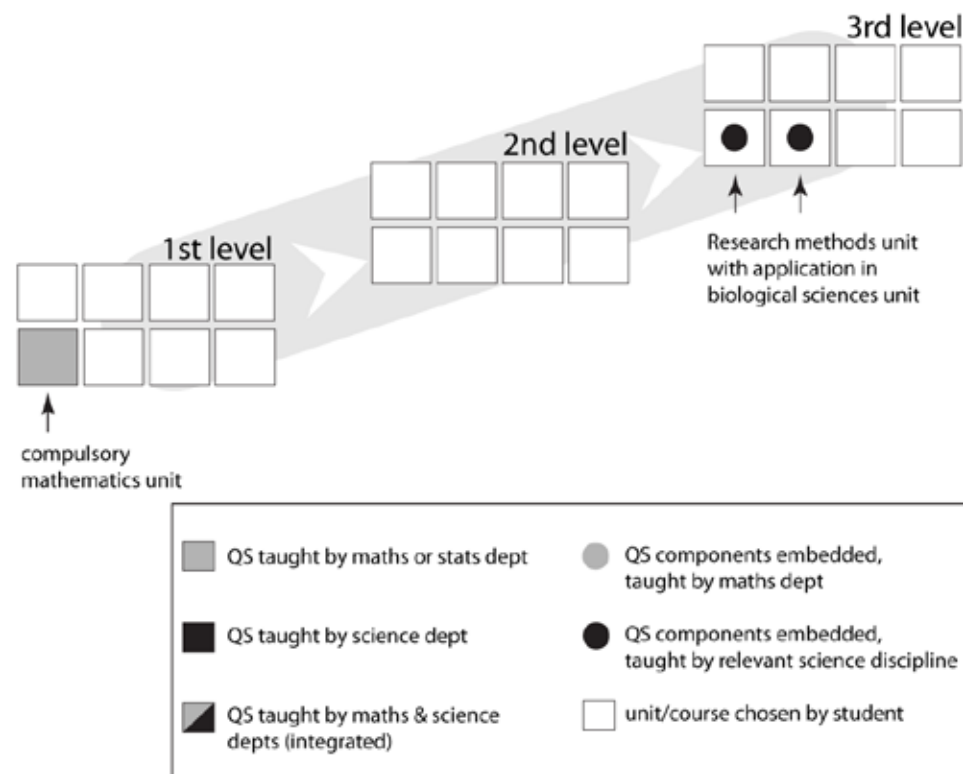 3rd level
2nd level
1st level
Research methods unit
with application in
biological sciences unit
compulsory
mathematics unit
QS taught by maths or stats dept
QS taught by science dept
QS taught by maths & science
depts (integrated)
QS components embedded,
taught by maths dept
QS components embedded,
taught by relevant science discipline
unit/course chosen by student